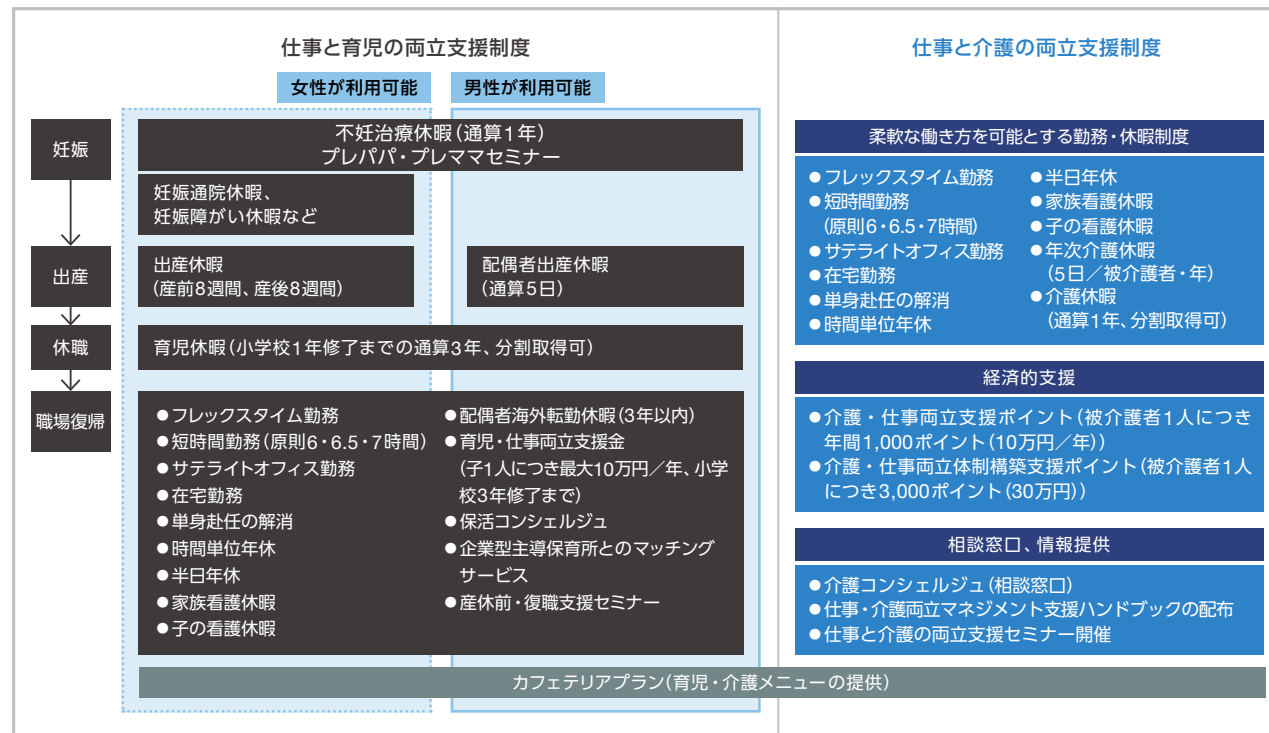 仕事と育児の両立支援制度
女性が利用可能
男性が利用可能
妊娠
不妊治療休暇(通算1年)
プレパパ・プレママセミナー
妊娠通院休暇、
妊娠障がい休暇など
出産
出産休暇
(産前8週間、産後8週間)
配偶者出産休暇
(通算5日)
休職
育児休暇(小学校1年修了までの通算3年、分割取得可)
職場復帰
●フレックスタイム勤務
●短時間勤務(原則6・6.5・7時間)
●サテライトオフィス勤務
●在宅勤務
●単身赴任の解消
●時間単位年休
●半日年休
●家族看護休暇
●子の看護休暇
●配偶者海外転勤休暇(3年以内)
●育児・仕事両立支援金
(子1人につき最大10万円／年、小学
校3年修了まで)
●保活コンシェルジュ
●企業型主導保育所とのマッチング
サービス
●産休前・復職支援セミナー
仕事と介護の両立支援制度
柔軟な働き方を可能とする勤務・休暇制度
●フレックスタイム勤務
●短時間勤務
(原則6・6.5・7時間)
●サテライトオフィス勤務
●在宅勤務
●単身赴任の解消
●時間単位年休
●半日年休
●家族看護休暇
●子の看護休暇
●年次介護休暇
(5日／被介護者・年)
●介護休暇
(通算1年、分割取得可)
経済的支援
●介護・仕事両立支援ポイント(被介護者1人につき
年間1,000ポイント(10万円／年))
●介護・仕事両立体制構築支援ポイント(被介護者1人
につき3,000ポイント(30万円))
相談窓口、情報提供
●介護コンシェルジュ(相談窓口)
●仕事・介護両立マネジメント支援ハンドブックの配布
●仕事と介護の両立支援セミナー開催
カフェテリアプラン(育児・介護メニューの提供)